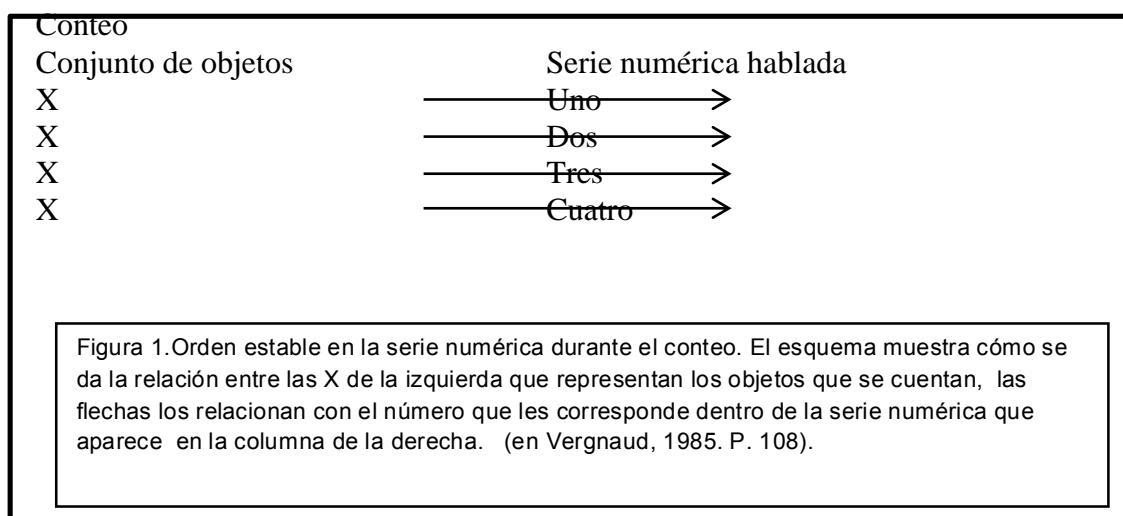 Conteo
Conjunto de objetos Serie numérica hablada
X Uno
X Dos
X Tres
X Cuatro
Figura 1.Orden estable en la serie numérica durante el conteo. El esquema muestra cómo se
da la relación entre las X de la izquierda que representan los objetos que se cuentan, las
flechas los relacionan con el número que les corresponde dentro de la serie numérica que
aparece en la columna de la derecha. (en Vergnaud, 1985. P. 108).